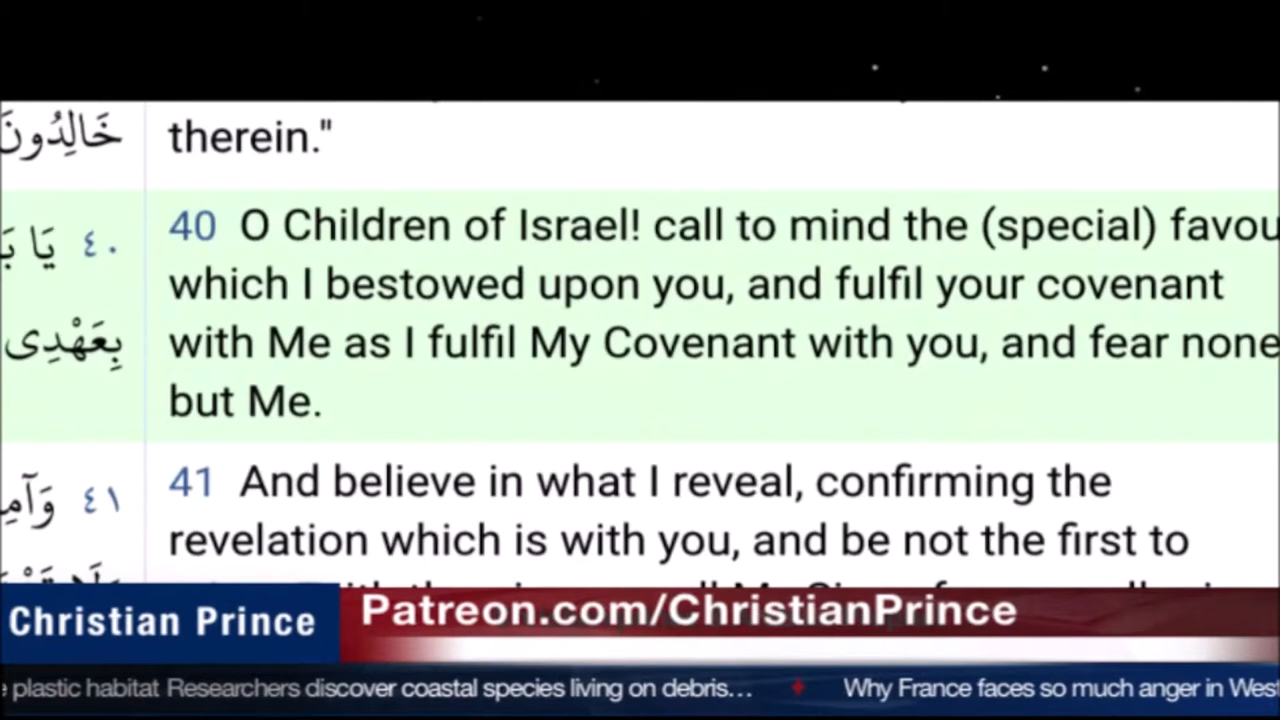 خَالِدُونَ
therein."
٤٠ يَا
40 O Children of Israel! call to mind the (special)
which I bestowed upon you, and fulfil your covenant
بِعَهْدِى
with Me as I fulfil My Covenant with you, and fear none
but Me.
٤١
41 And believe in what I reveal, confirming the
revelation which is with you, and be not the first to
Christian Prince
Patreon.com/ChristianPrince
plastic habitat Researchers discover coastal species living on debris...
Why France faces so much anger in